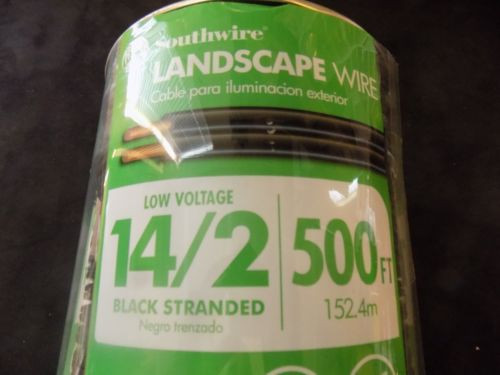 Southwire®
LANDSCAPE WIRE
Cable para iluminacion exterior
LOW VOLTAGE
14/2
BLACK STRANDED
Negro trenzado
500 FT
152.4m